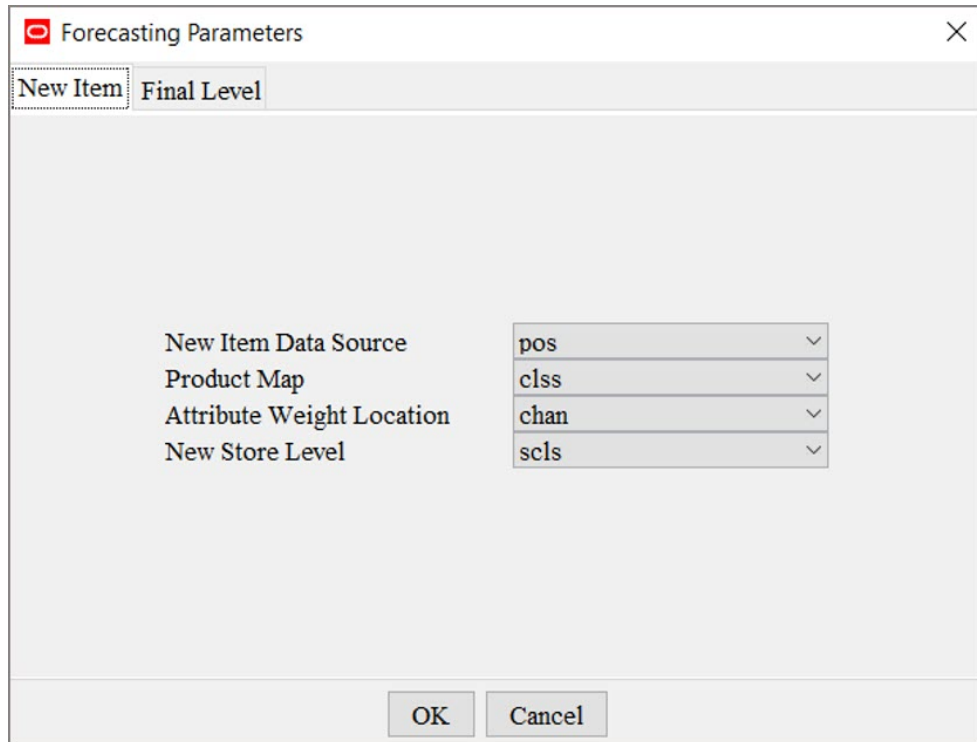 Forecasting Parameters
New Item Final Level
New Item Data Source pos
Product Map clss
Attribute Weight Location chan
New Store Level scls
OK Cancel